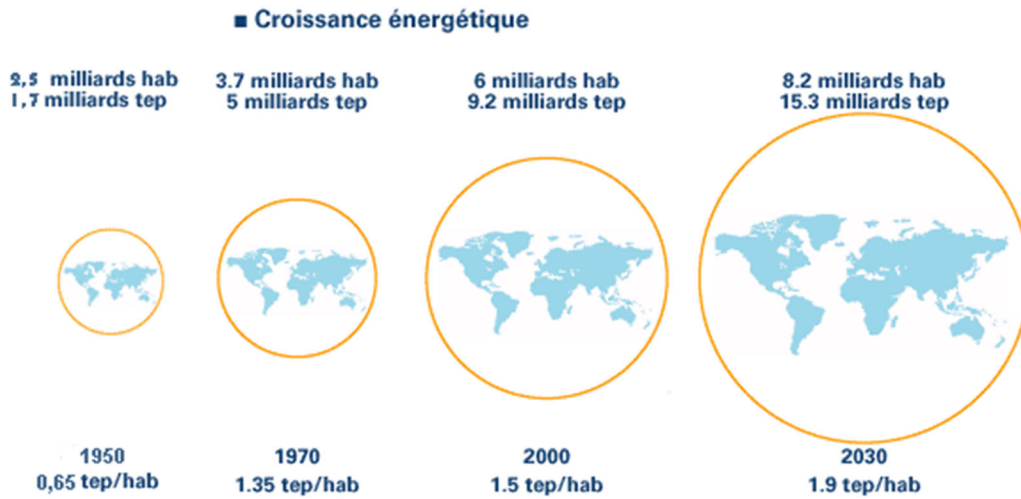 ■ Croissance énergétique
2,5 milliards hab
1,7 milliards tep
3.7 milliards hab
5 milliards tep
6 milliards hab
9.2 milliards tep
8.2 milliards hab
15.3 milliards tep
1950
0,65 tep/hab
1970
1.35 tep/hab
2000
1.5 tep/hab
2030
1.9 tep/hab